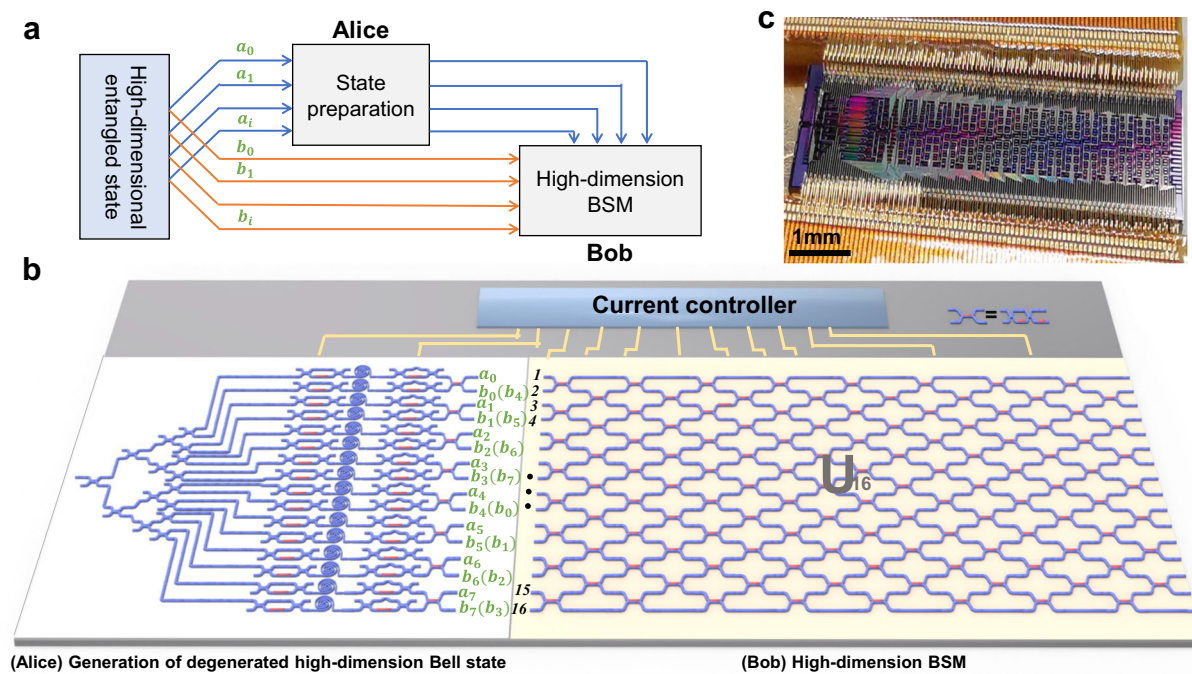 a
Alice
High-dimensional
entangled state
a₀
a₁
aᵢ
b₀
b₁
bᵢ
State
preparation
High-dimension
BSM
Bob
c
1mm
b
Current controller
=
a₀
b₀(b₄)
a₁
b₁(b₅)
a₂
b₂(b₆)
a₃
b₃(b₇)
a₄
b₄(b₀)
a₅
b₅(b₁)
a₆
b₆(b₂)
a₇
b₇(b₃)
1
2
3
4
15
16
U₁₆
(Alice) Generation of degenerated high-dimension Bell state
(Bob) High-dimension BSM